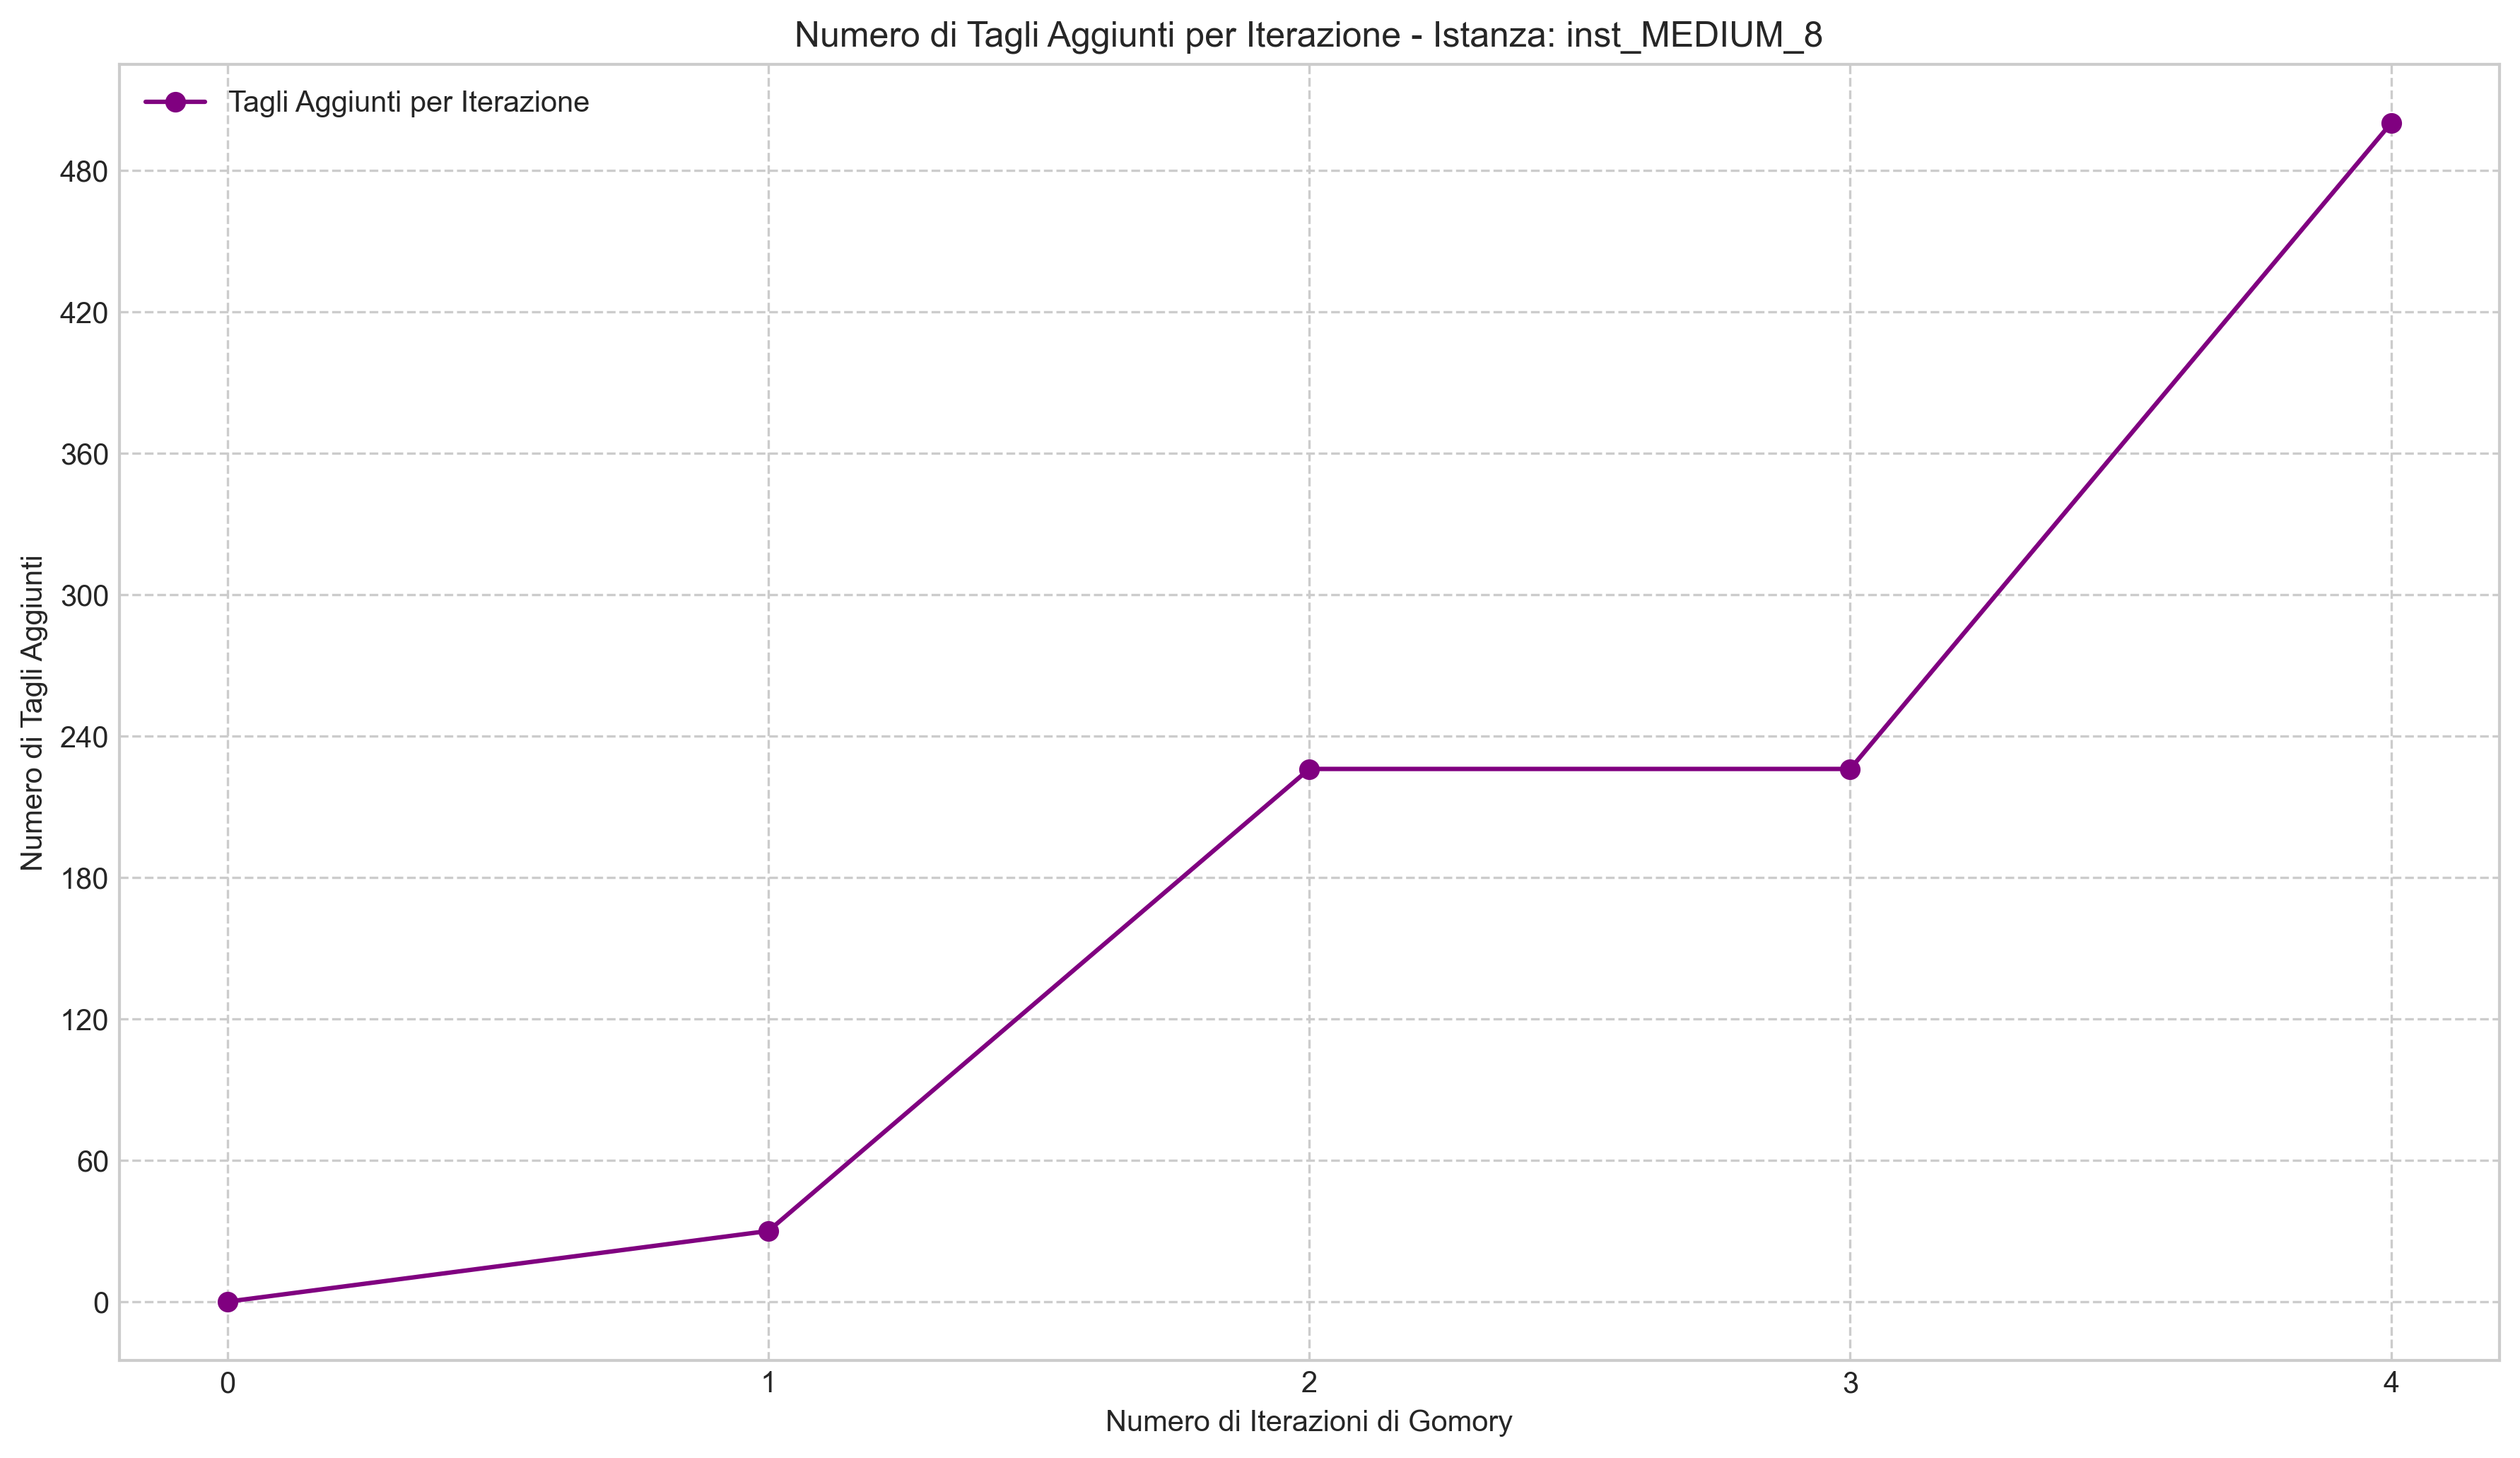 Numero di Tagli Aggiunti per Iterazione - Istanza: inst_MEDIUM_8
Tagli Aggiunti per Iterazione
Numero di Tagli Aggiunti
480
420
360
300
240
180
120
60
0
0 1 2 3 4
Numero di Iterazioni di Gomory